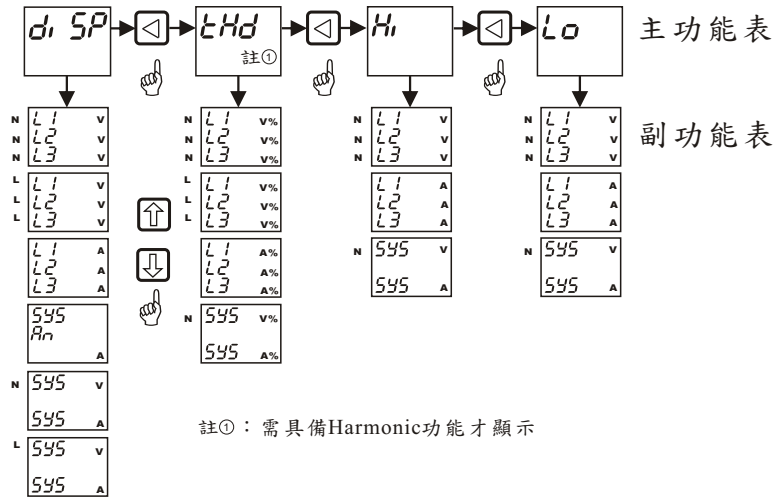 di SP
tHd
註①
Hi
Lo
主功能表
N L1 V
N L2 V
N L3 V
L L1 V
L L2 V
L L3 V
L1 A
L2 A
L3 A
SYS
An
A
N SYS V
SYS A
L SYS V
SYS A
N L1 V%
N L2 V%
N L3 V%
L L1 V%
L L2 V%
L L3 V%
L1 A%
L2 A%
L3 A%
N SYS V%
SYS A%
N L1 V
N L2 V
N L3 V
L1 A
L2 A
L3 A
N SYS V
SYS A
N L1 V
N L2 V
N L3 V
L1 A
L2 A
L3 A
N SYS V
SYS A
副功能表
註①：需具備Harmonic功能才顯示